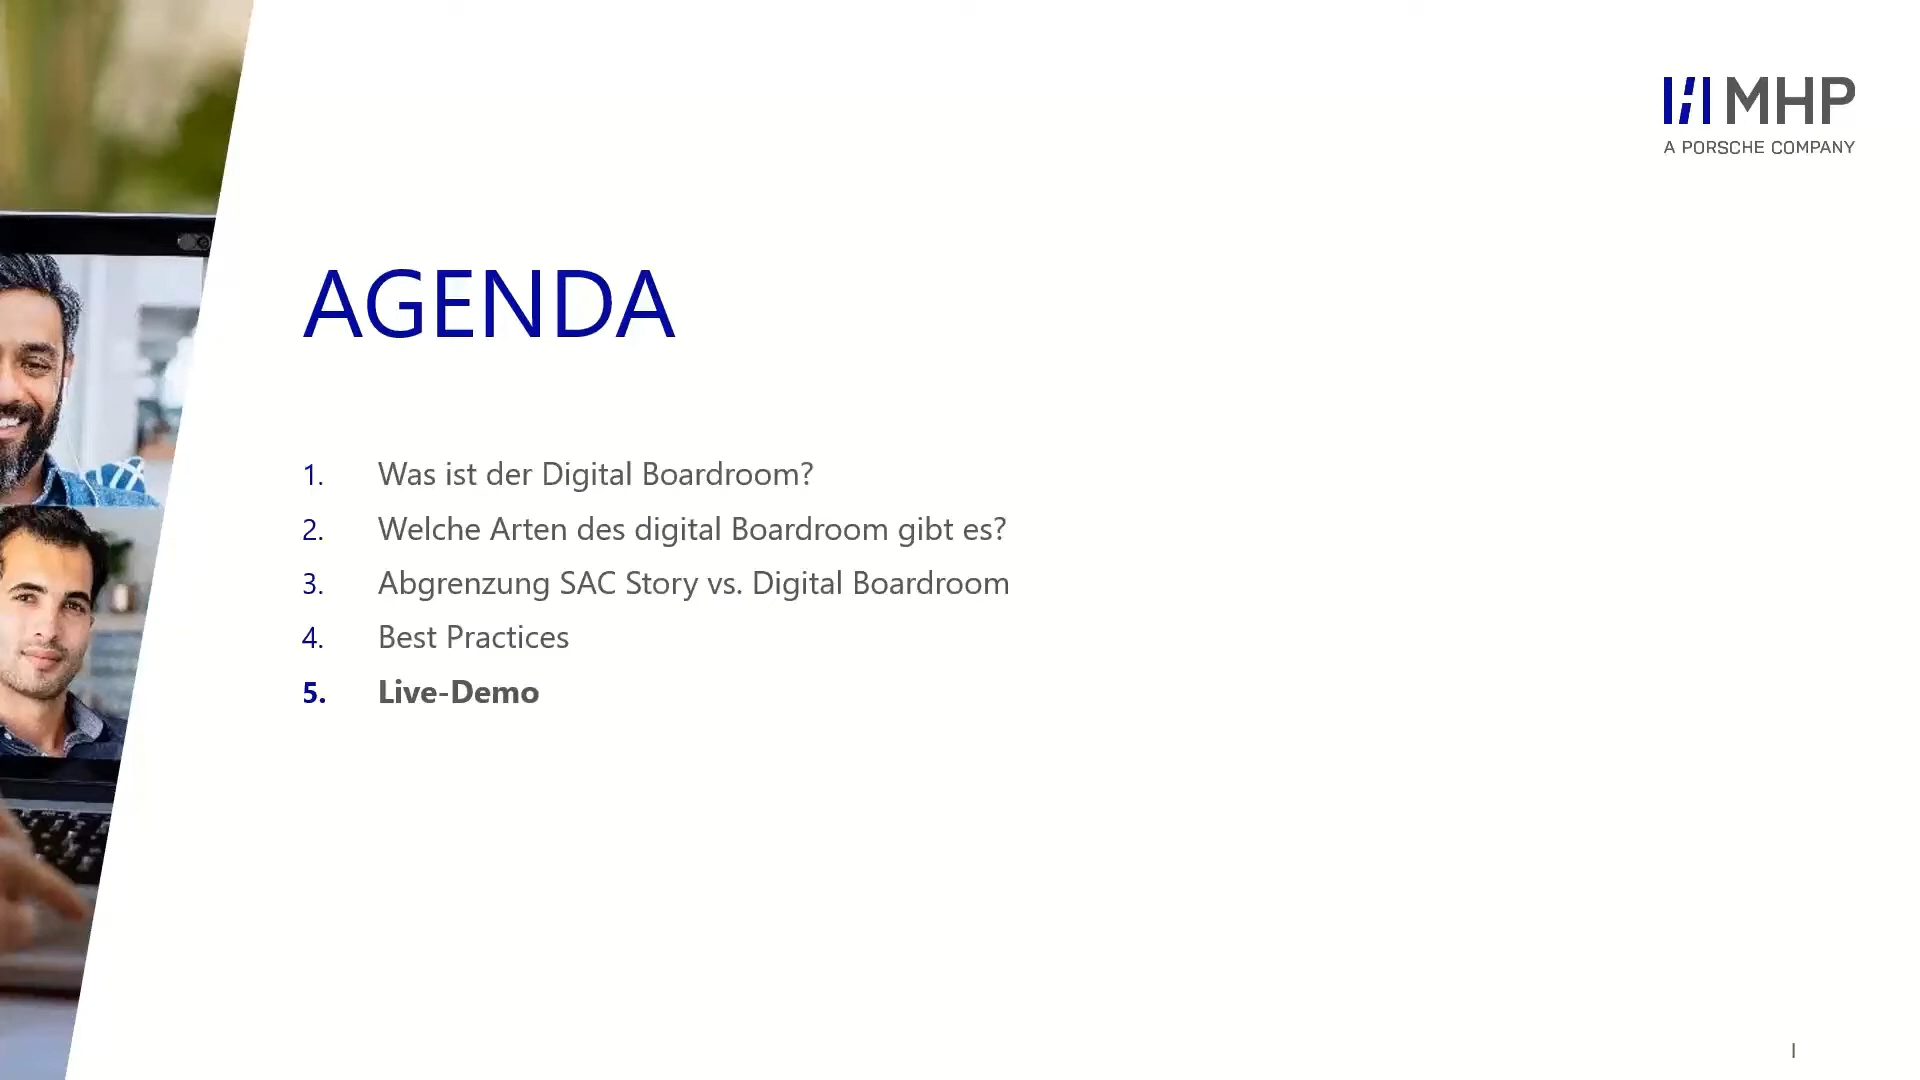 MHP
A PORSCHE COMPANY
AGENDA
1. Was ist der Digital Boardroom?
2. Welche Arten des digital Boardroom gibt es?
3. Abgrenzung SAC Story vs. Digital Boardroom
4. Best Practices
5. Live-Demo
I